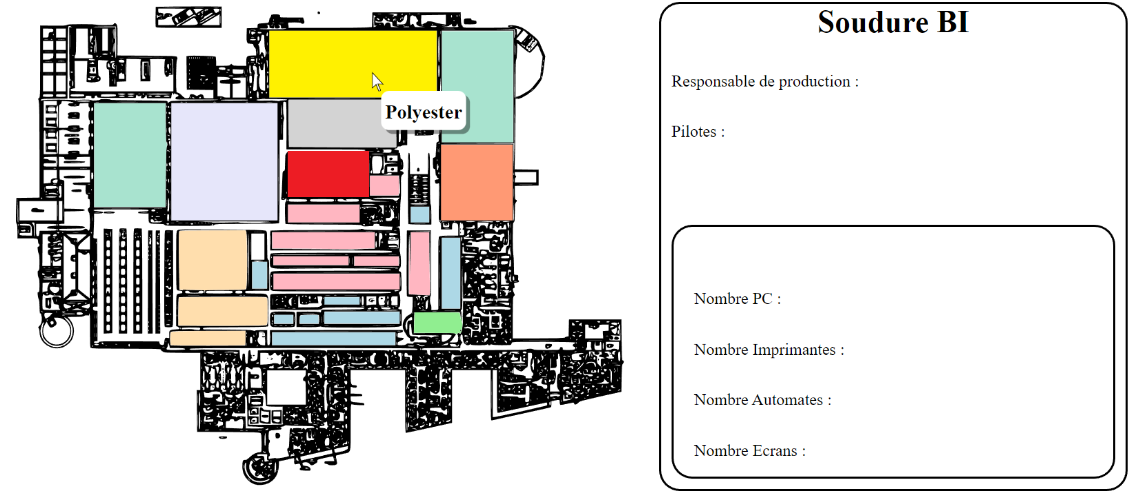 Polyester
Soudure BI
Responsable de production :
Pilotes :
Nombre PC :
Nombre Imprimantes :
Nombre Automates :
Nombre Ecrans :